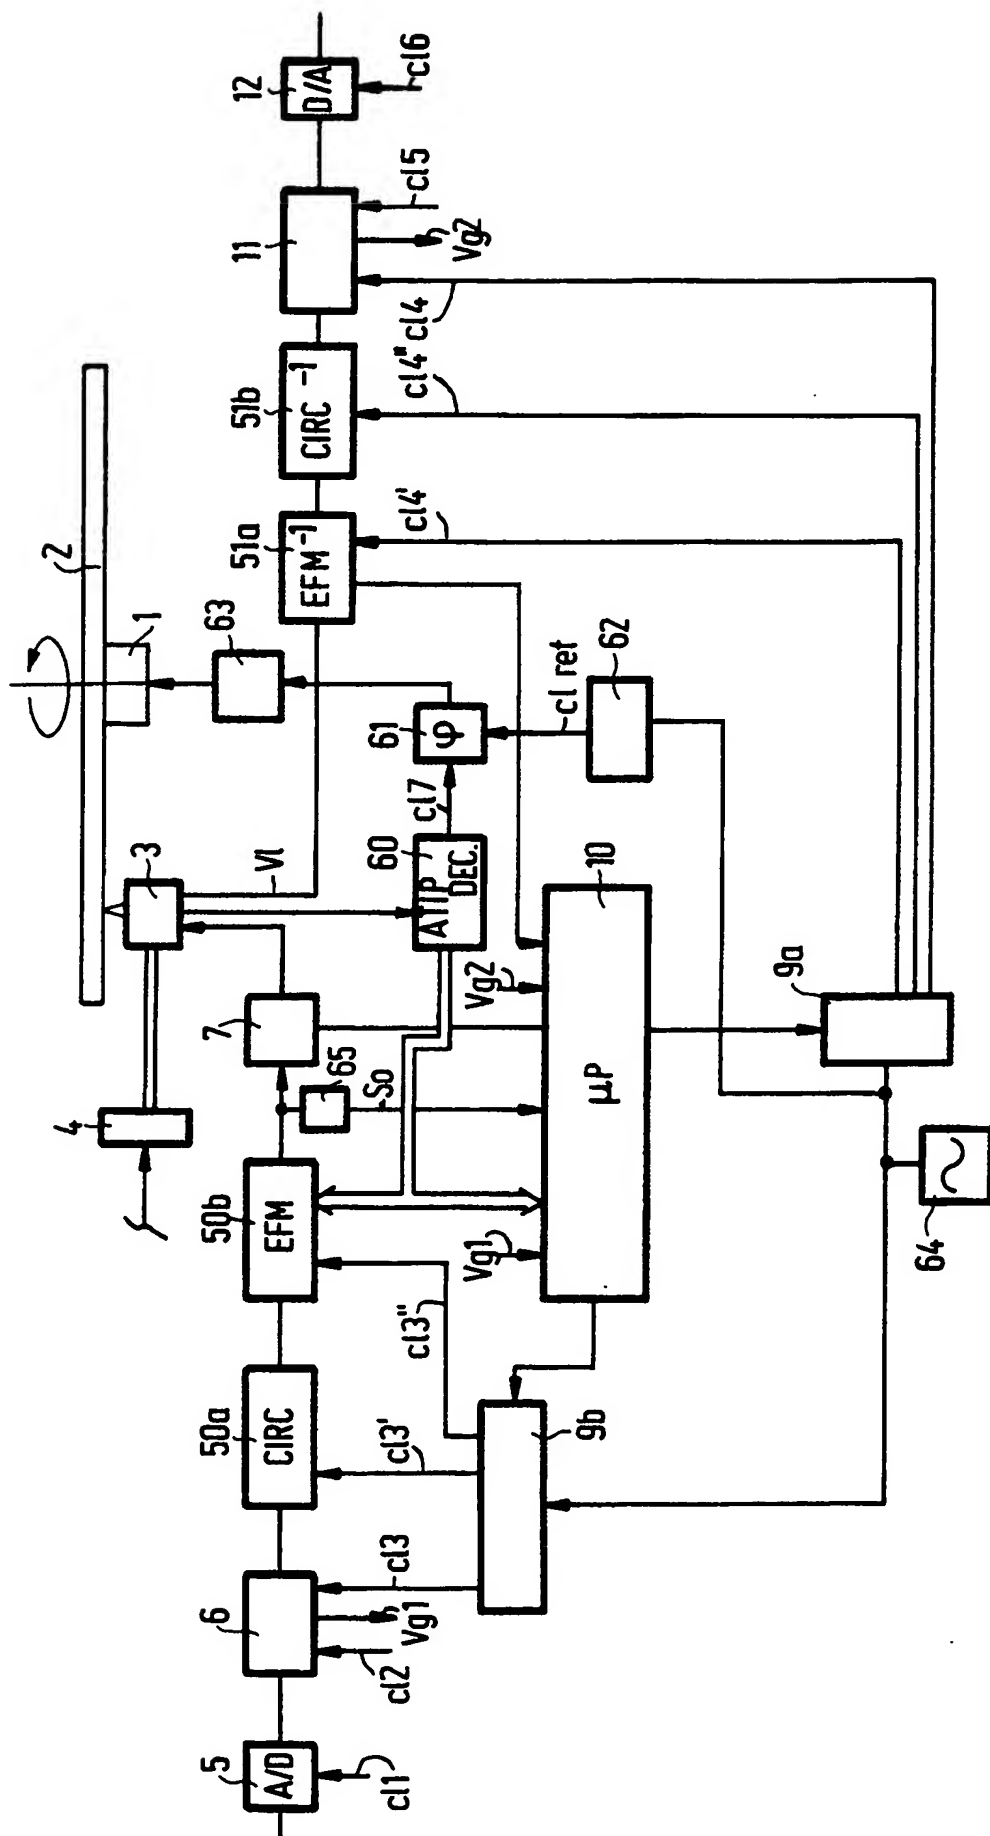 2
1
63
3
4
Vl
7
65
So
50b
EFM
50a
CIRC
6
5
A/D
cl1
cl2
Vg1
cl3
cl3'
cl3"
9b
Vg1
Vg2
µP
10
60
ATIP
DEC.
cl7
61
φ
cl ret
62
9a
64
51a
EFM⁻¹
cl4'
51b
CIRC⁻¹
cl4"
cl4
11
Vg2
cl5
12
D/A
cl6